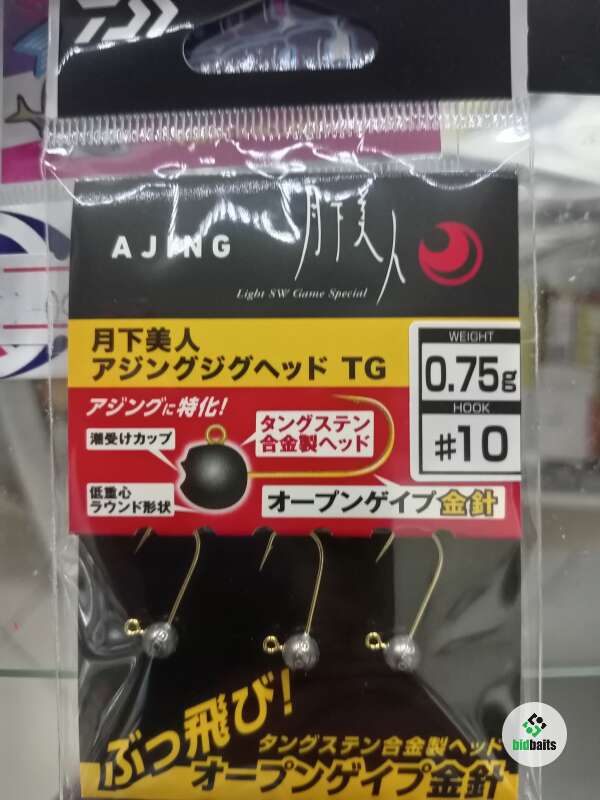 AJING
月下美人
Light SW Game Special
月下美人
アジングジグヘッド TG
WEIGHT
0.75g
HOOK
#10
アジングに特化!
潮受けカップ
タングステン
合金製ヘッド
低重心
ラウンド形状
オープンゲイプ金針
ぶっ飛び!
タングステン合金製ヘッド
オープンゲイプ金針
bidbaits